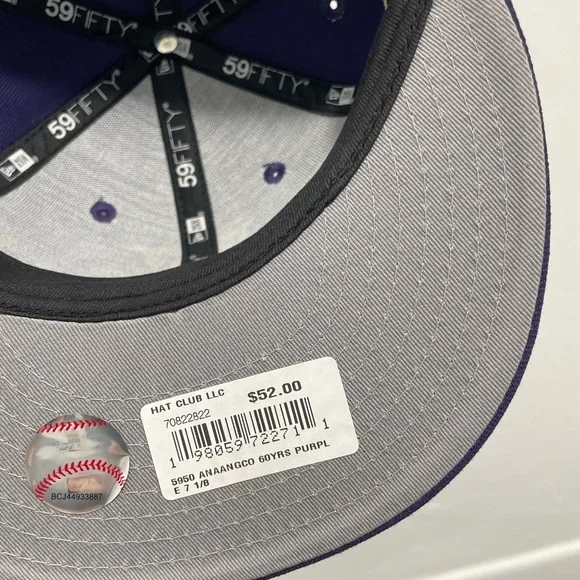 59FIFTY
59FIFTY
59FIFTY
59FIFTY
HAT CLUB LLC $52.00
70822822
1 98059 72271 1
5950 ANAANGCO 60YRS PURPL
E 7 1/8
BCJ44933887